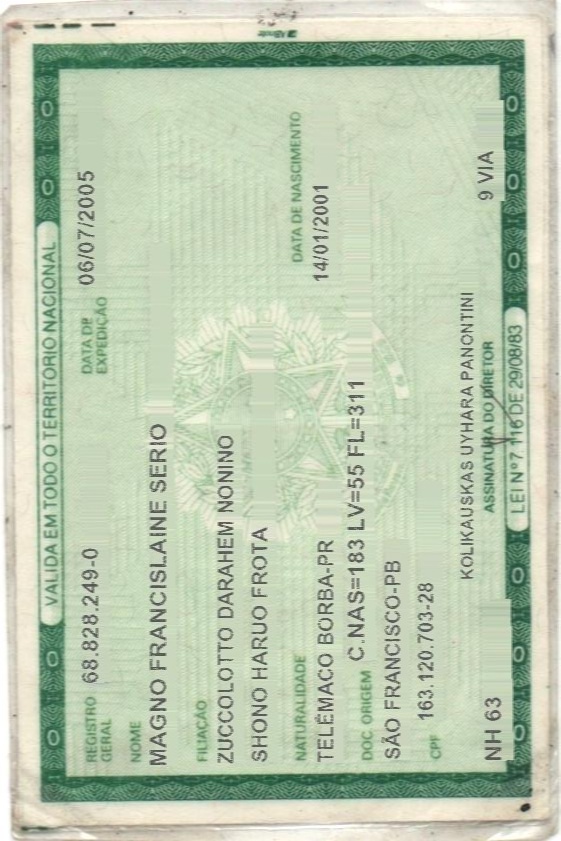 VALIDA EM TODO O TERRITÓRIO NACIONAL
REGISTRO GERAL 68.828.249-0 DATA DE EXPEDIÇÃO 06/07/2005
NOME
MAGNO FRANCISLAINE SERIO
FILIAÇÃO
ZUCCOLOTTO DARAHEM NONINO
SHONO HARUO FROTA
NATURALIDADE DATA DE NASCIMENTO
TELÊMACO BORBA-PR 14/01/2001
DOC ORIGEM C.NAS=183 LV=55 FL=311
SÃO FRANCISCO-PB
CPF 163.120.703-28
KOLIKAUSKAS UYHARA PANONTINI
NH 63 ASSINATURA DO DIRETOR 9 VIA
LEI Nº 7 116 DE 29/08/83